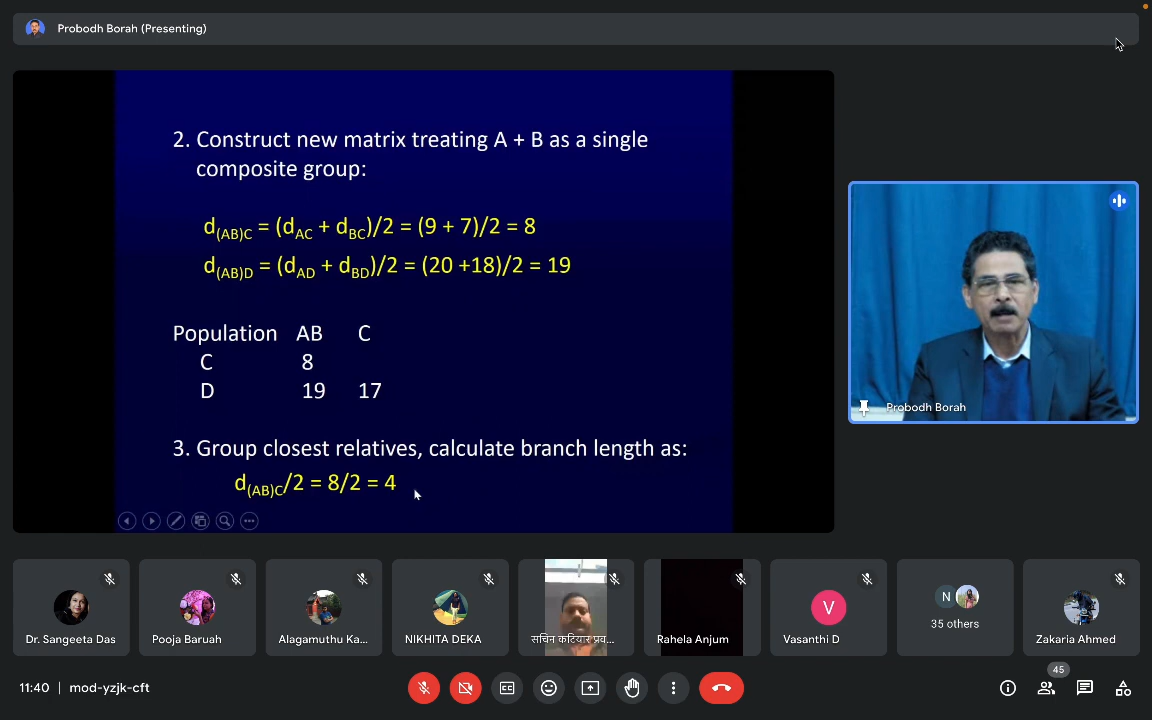 Probodh Borah (Presenting)
2. Construct new matrix treating A + B as a single
composite group:
d(AB)C = (dAC + dBC)/2 = (9 + 7)/2 = 8
d(AB)D = (dAD + dBD)/2 = (20 +18)/2 = 19
Population AB C
C 8
D 19 17
3. Group closest relatives, calculate branch length as:
d(AB)C/2 = 8/2 = 4
Probodh Borah
Dr. Sangeeta Das
Pooja Baruah
Alagamuthu Ka...
NIKHITA DEKA
सचिन कटियार प्रव...
Rahela Anjum
V
Vasanthi D
N
35 others
Zakaria Ahmed
11:40 | mod-yzjk-cft
CC
45